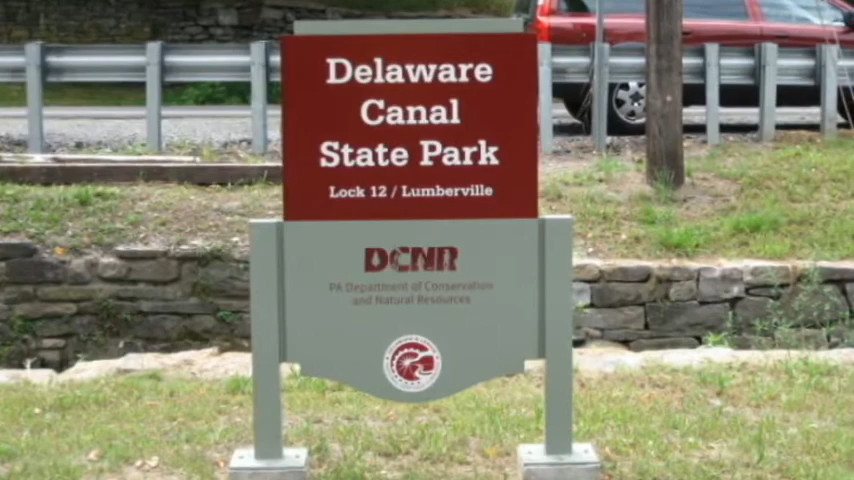 Delaware
Canal
State Park
Lock 12 / Lumberville
DCNR
PA Department of Conservation
and Natural Resources